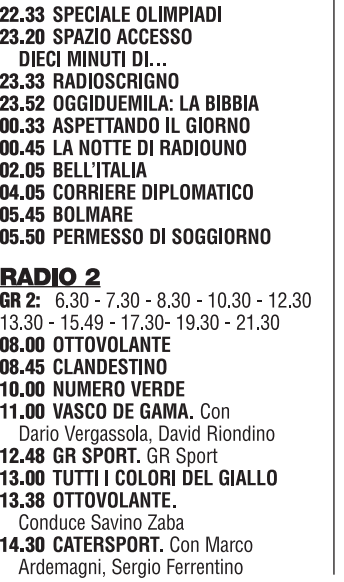 22.33 SPECIALE OLIMPIADI
23.20 SPAZIO ACCESSO
DIECI MINUTI DI...
23.33 RADIOSCRIGNO
23.52 OGGIDUEMILA: LA BIBBIA
00.33 ASPETTANDO IL GIORNO
00.45 LA NOTTE DI RADIOUNO
02.05 BELL'ITALIA
04.05 CORRIERE DIPLOMATICO
05.45 BOLMARE
05.50 PERMESSO DI SOGGIORNO
RADIO 2
GR 2: 6.30 - 7.30 - 8.30 - 10.30 - 12.30
13.30 - 15.49 - 17.30- 19.30 - 21.30
08.00 OTTOVOLANTE
08.45 CLANDESTINO
10.00 NUMERO VERDE
11.00 VASCO DE GAMA. Con
Dario Vergassola, David Riondino
12.48 GR SPORT. GR Sport
13.00 TUTTI I COLORI DEL GIALLO
13.38 OTTOVOLANTE.
Conduce Savino Zaba
14.30 CATERSPORT. Con Marco
Ardemagni, Sergio Ferrentino